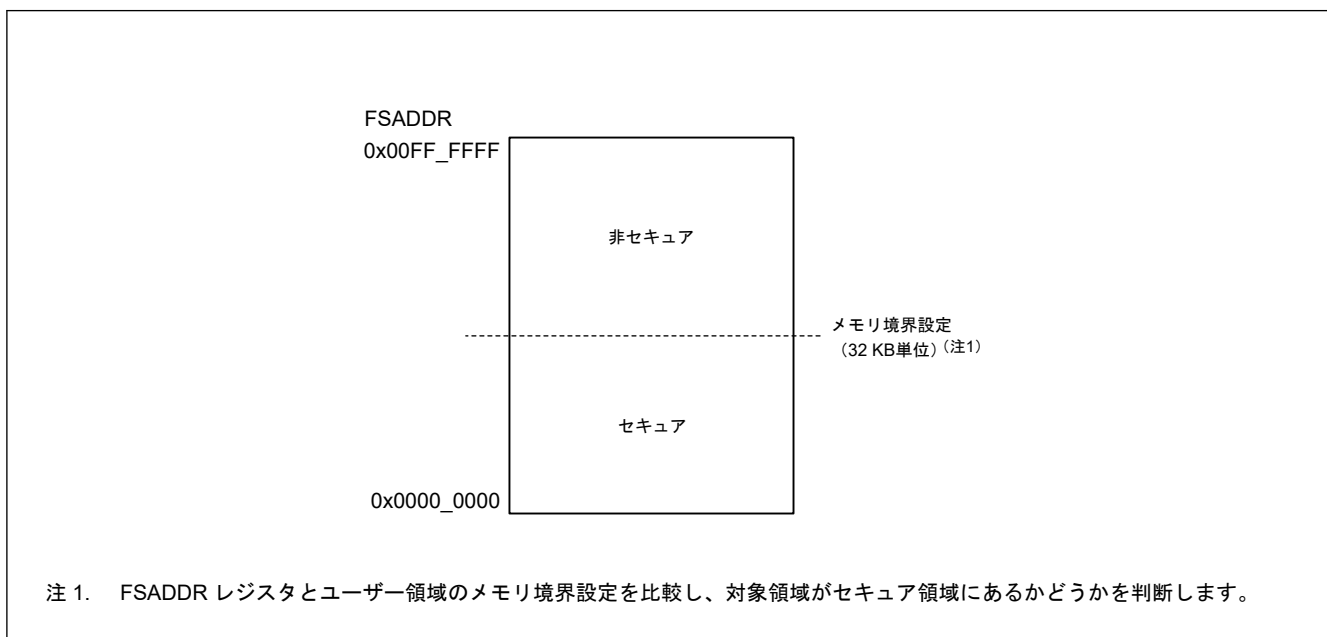 FSADDR
0x00FF_FFFF
非セキュア
メモリ境界設定
（32 KB単位）（注1）
セキュア
0x0000_0000
注 1. FSADDR レジスタとユーザー領域のメモリ境界設定を比較し、対象領域がセキュア領域にあるかどうかを判断します。